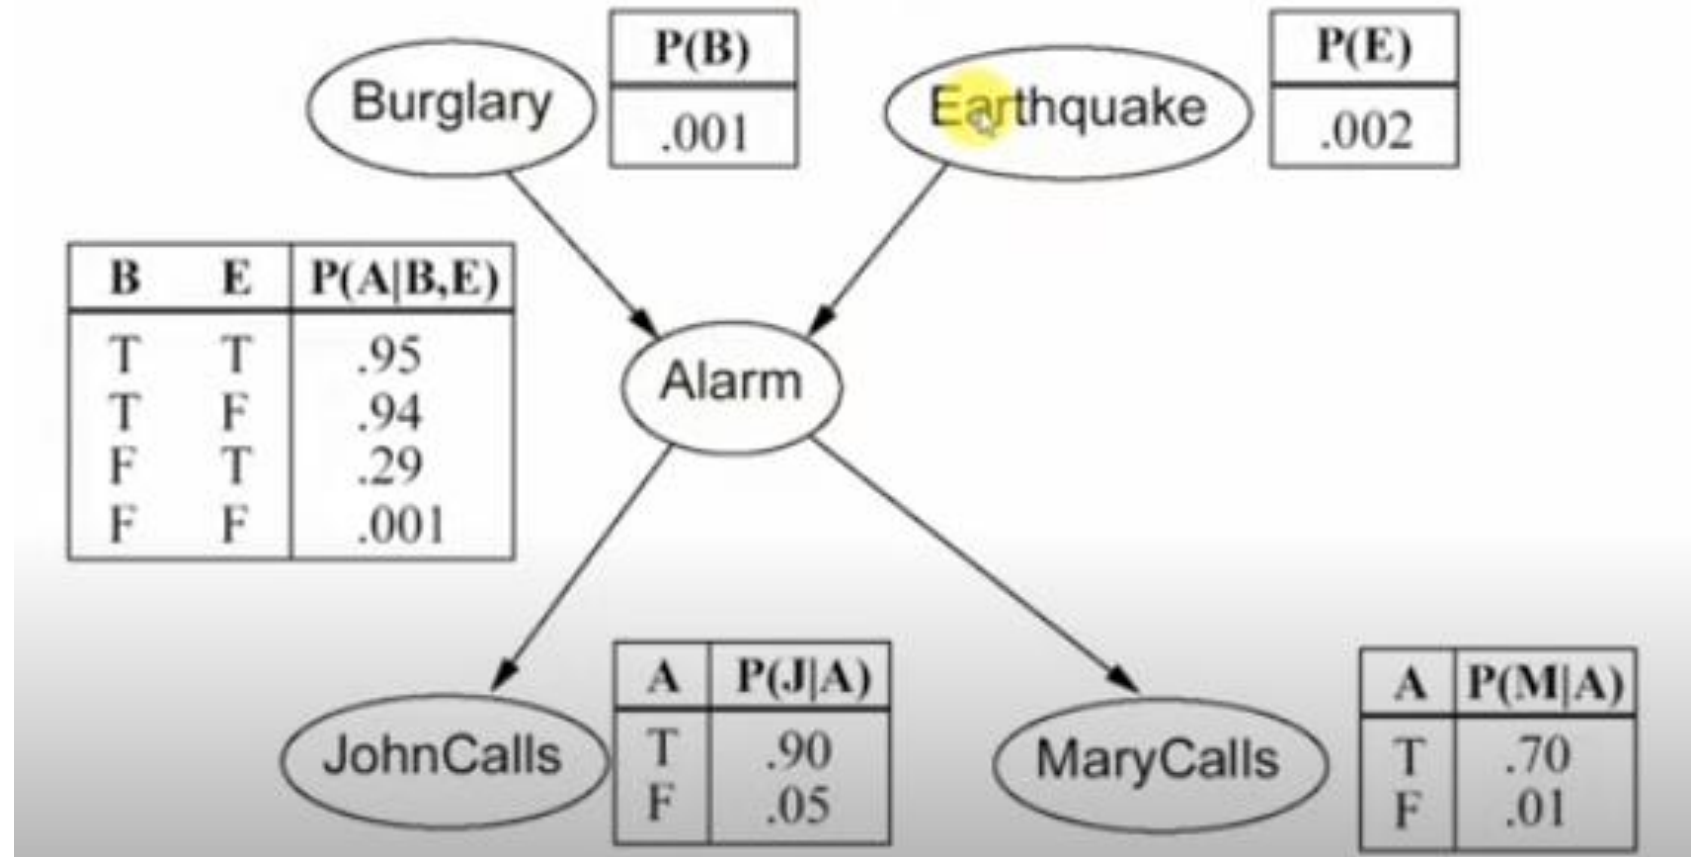 P(B)
.001
Burglary
P(E)
.002
Earthquake
B E P(A|B,E)
T T .95
T F .94
F T .29
F F .001
Alarm
JohnCalls
A P(J|A)
T .90
F .05
MaryCalls
A P(M|A)
T .70
F .01